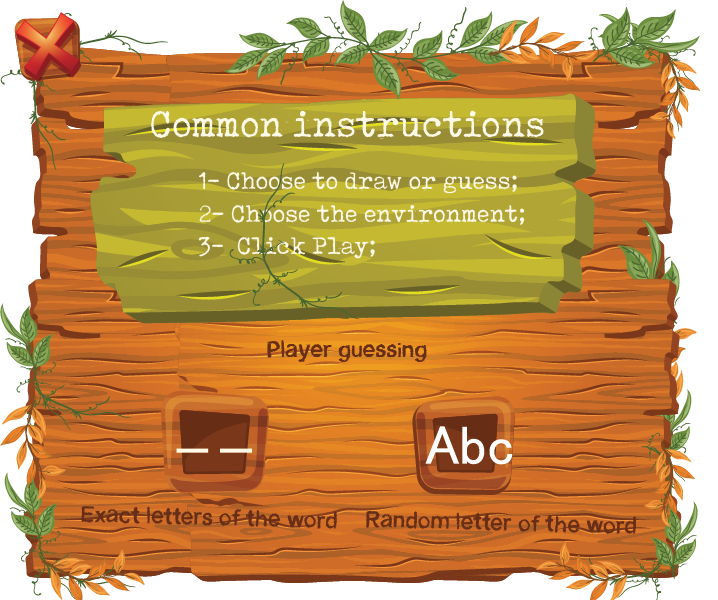 Common instructions
1- Choose to draw or guess;
2- Choose the environment;
3- Click Play;
Player guessing
_ _ Abc
Exact letters of the word Random letter of the word